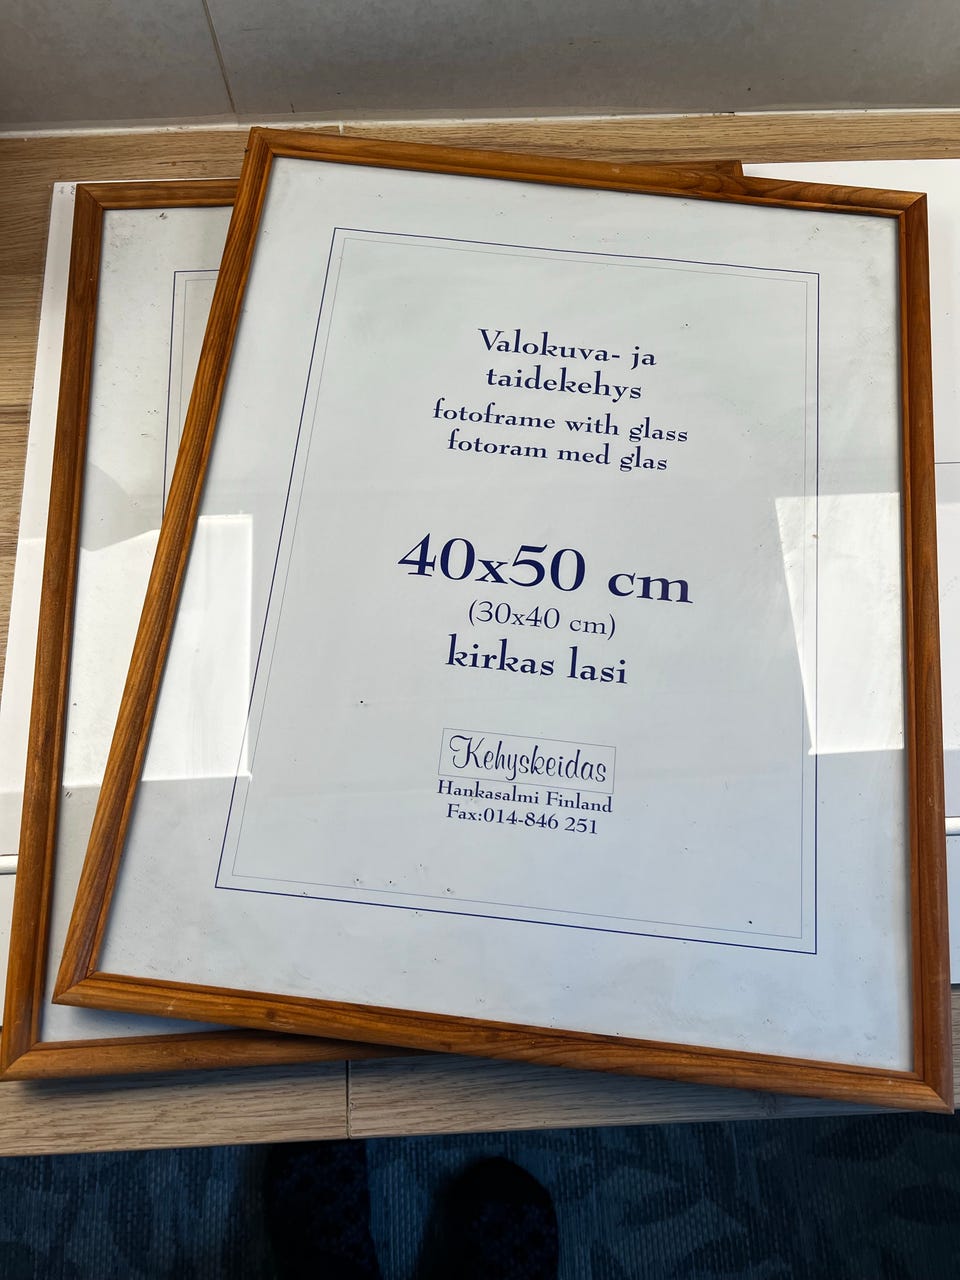 Valokuva- ja
taidekehys
fotoframe with glass
fotoram med glas
40x50 cm
(30x40 cm)
kirkas lasi
Kehyskeidas
Hankasalmi Finland
Fax:014-846 251